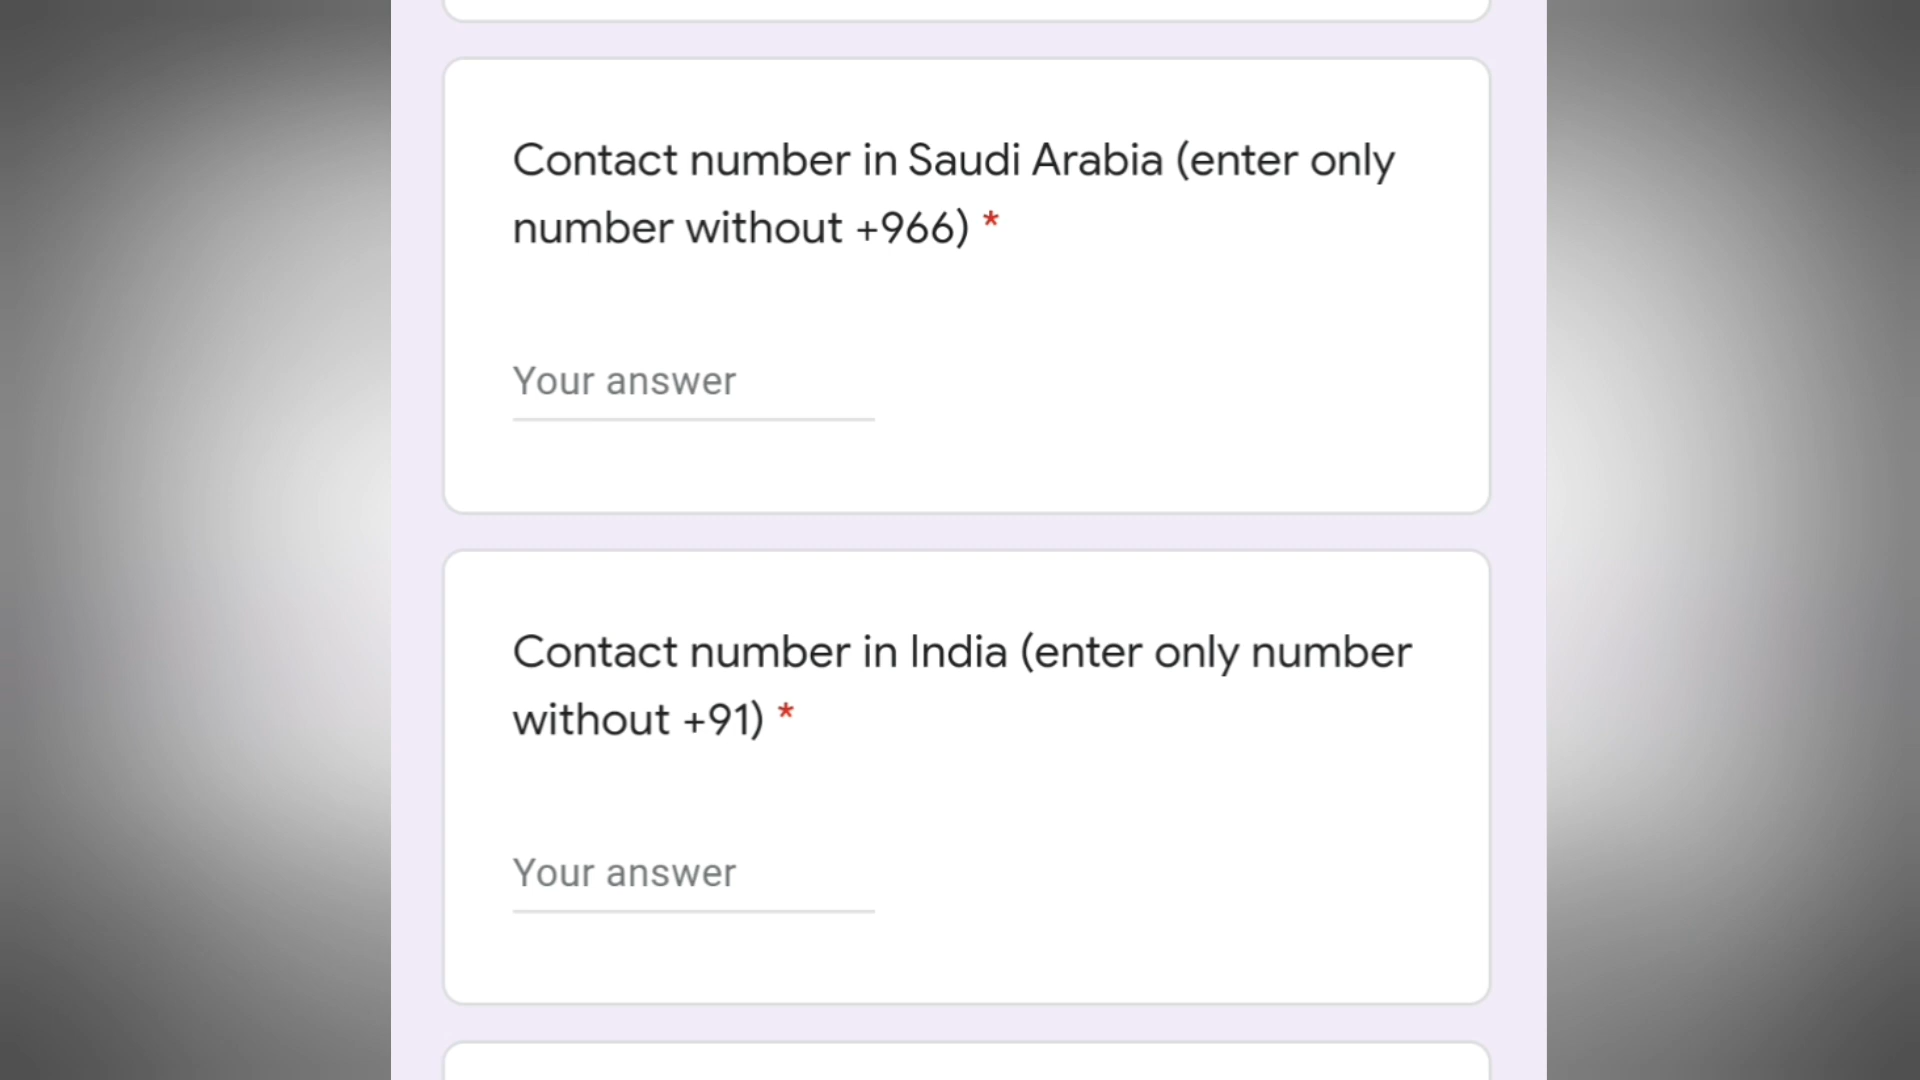 Contact number in Saudi Arabia (enter only
number without +966) *
Your answer
Contact number in India (enter only number
without +91) *
Your answer